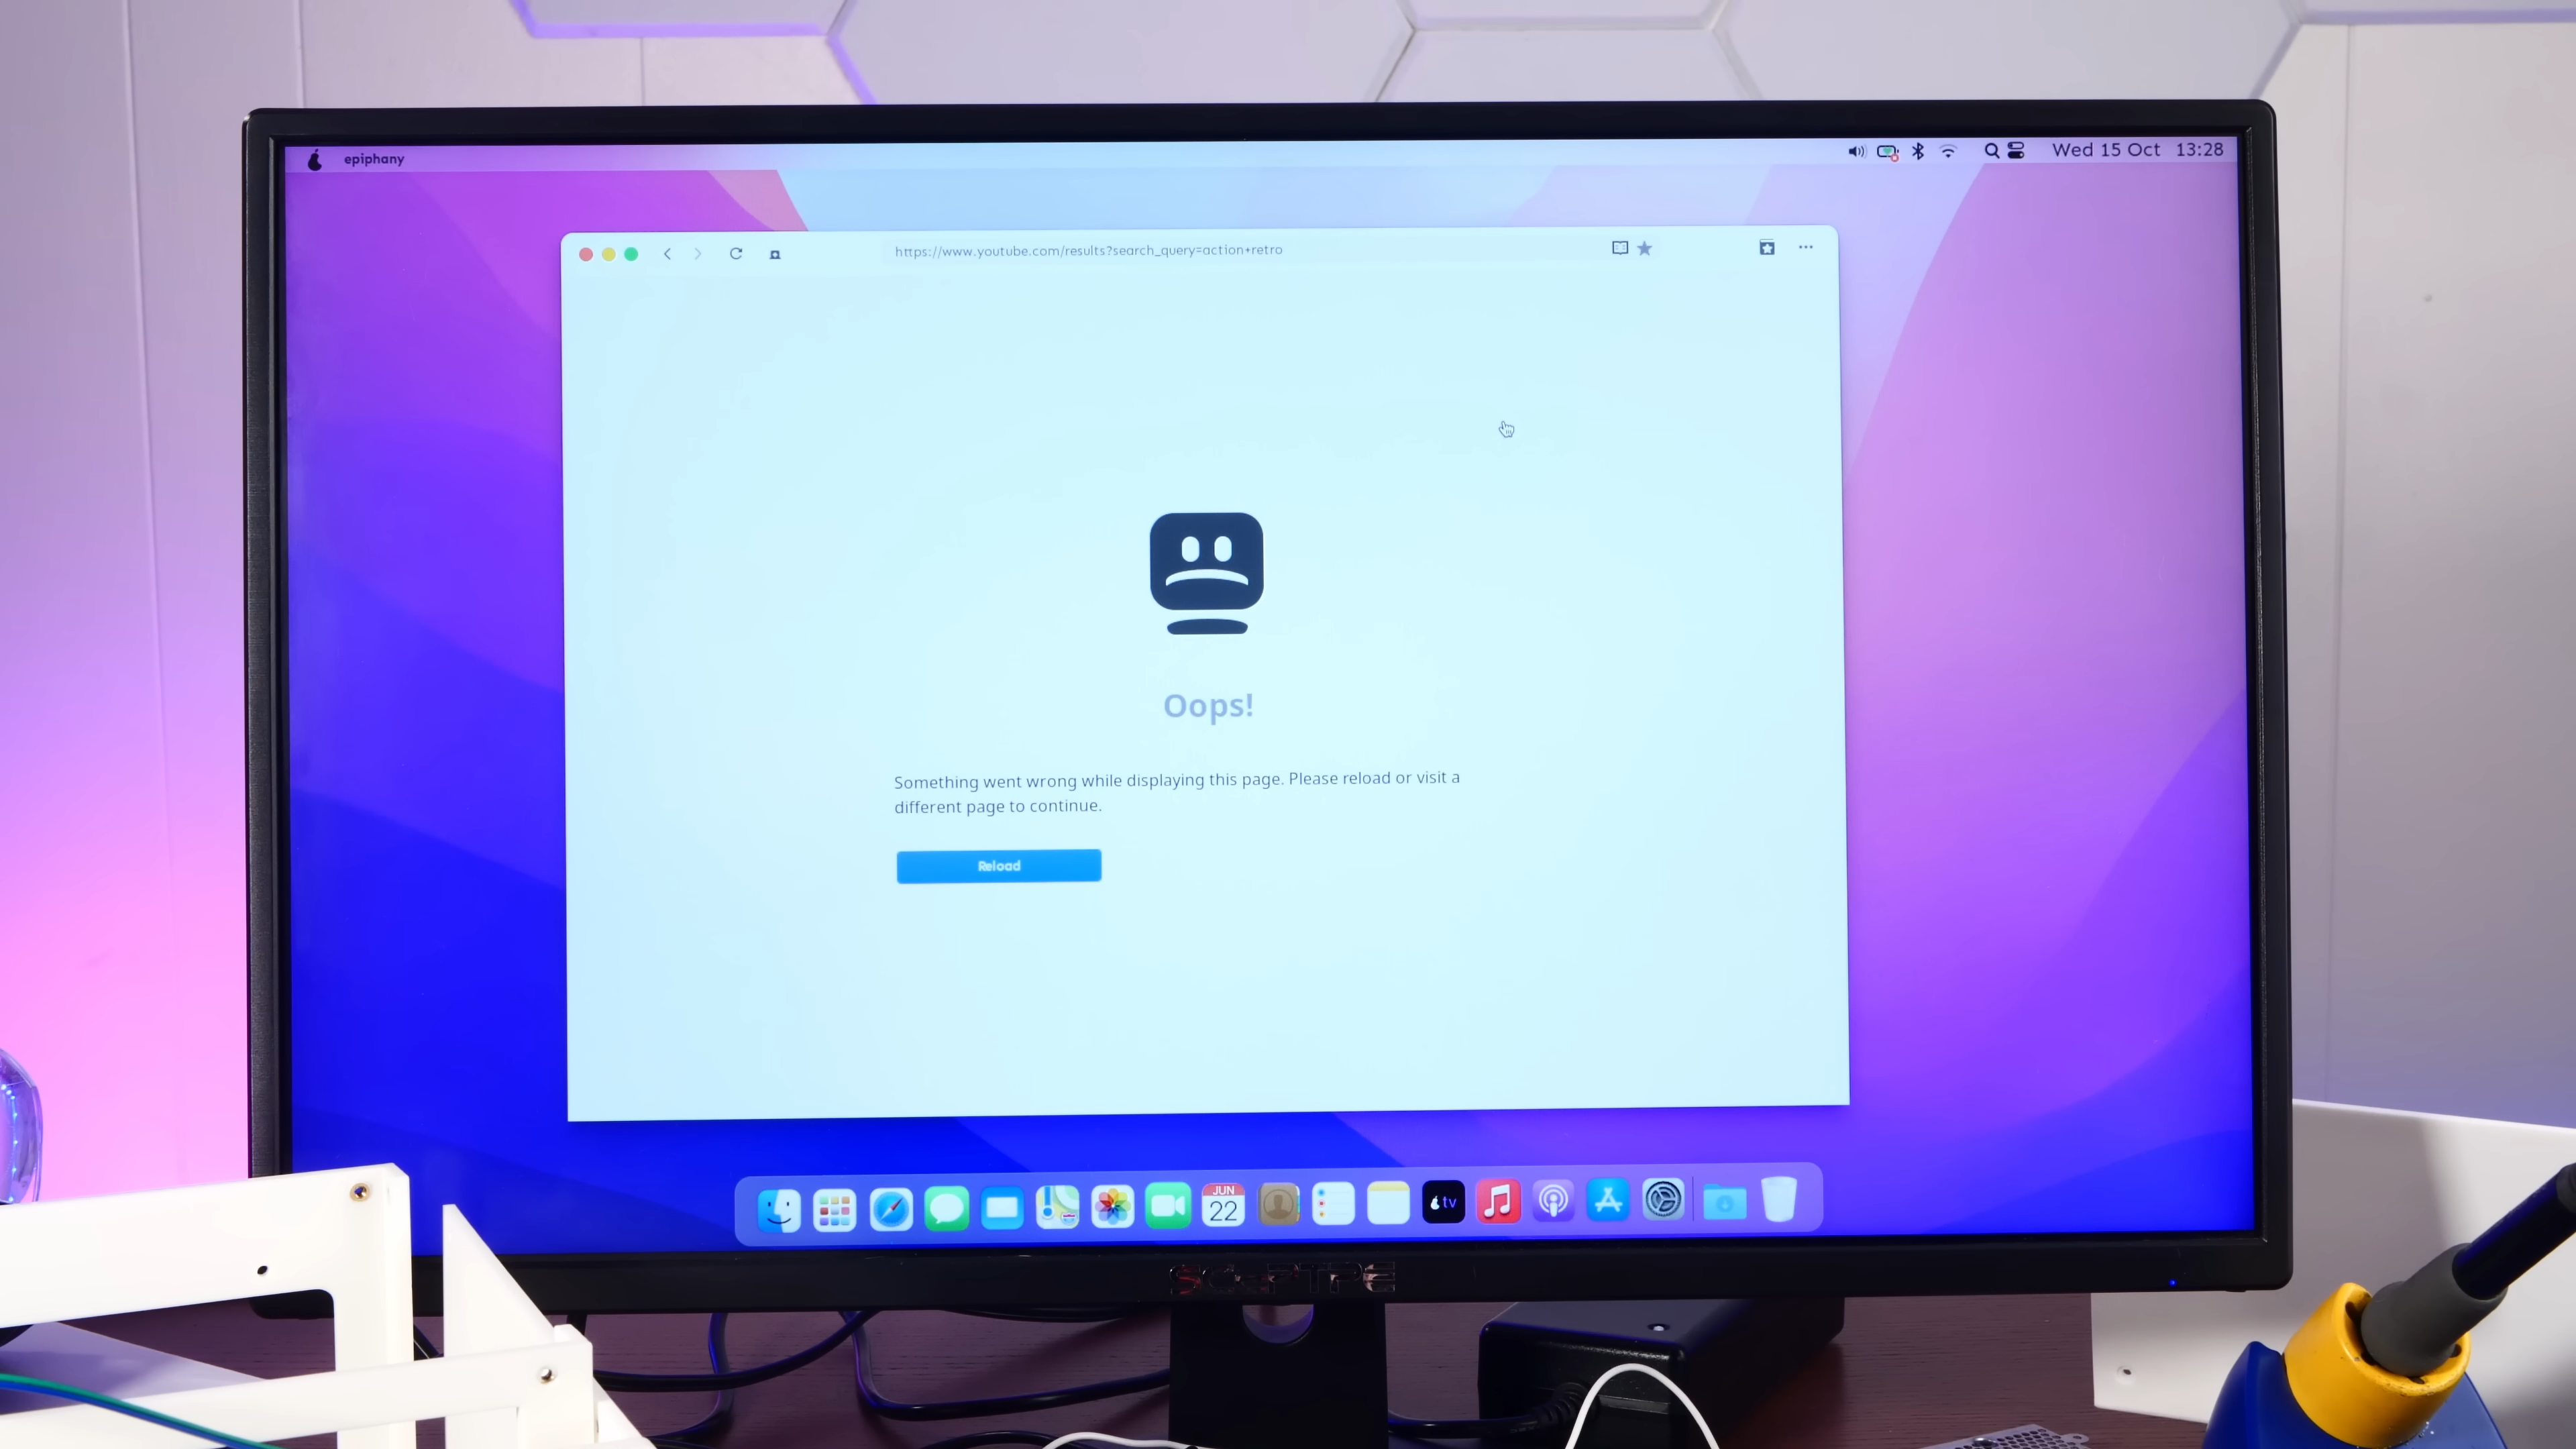 epiphany
Wed 15 Oct 13:28
https://www.youtube.com/results?search_query=action+retro
Oops!
Something went wrong while displaying this page. Please reload or visit a
different page to continue.
Reload
JUN
22
tv
SCEPTRE